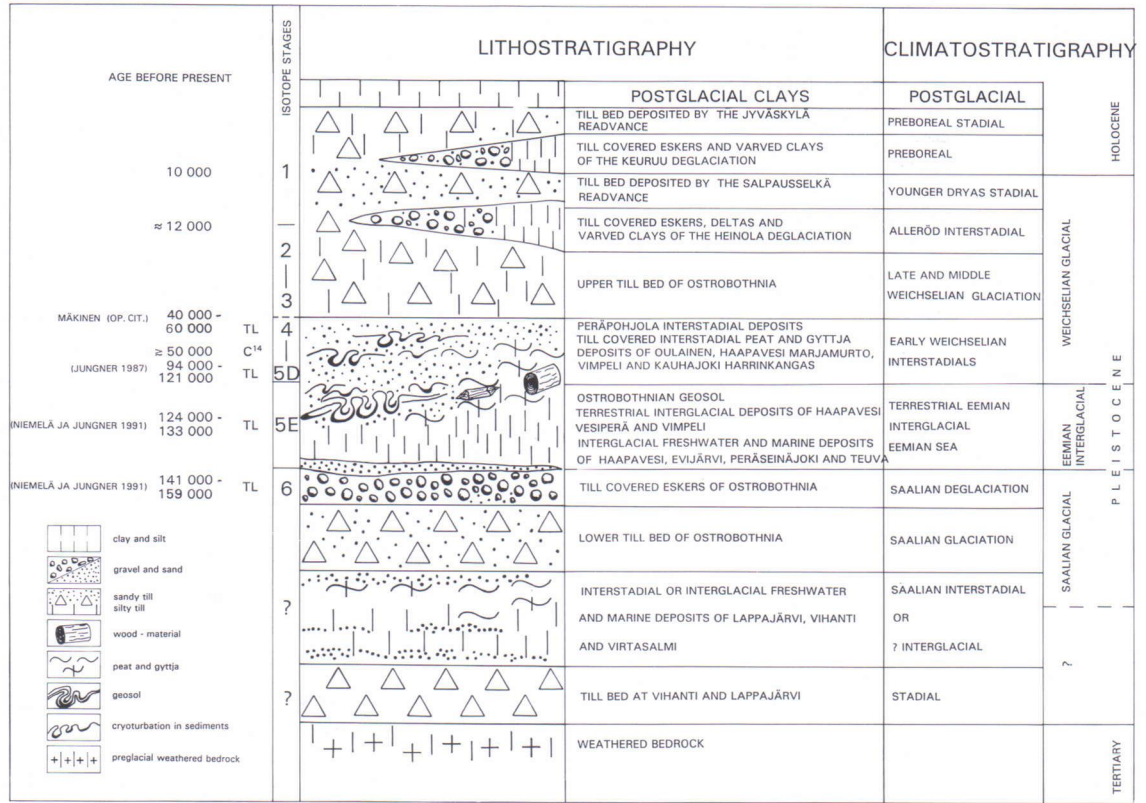 AGE BEFORE PRESENT
ISOTOPE STAGES
LITHOSTRATIGRAPHY
CLIMATOSTRATIGRAPHY
POSTGLACIAL CLAYS
POSTGLACIAL
TILL BED DEPOSITED BY THE JYVÄSKYLÄ
READVANCE
PREBOREAL STADIAL
TILL COVERED ESKERS AND VARVED CLAYS
OF THE KEURUU DEGLACIATION
PREBOREAL
HOLOCENE
10 000
1
TILL BED DEPOSITED BY THE SALPAUSSELKÄ
READVANCE
YOUNGER DRYAS STADIAL
≈ 12 000
TILL COVERED ESKERS, DELTAS AND
VARVED CLAYS OF THE HEINOLA DEGLACIATION
ALLERÖD INTERSTADIAL
2
3
UPPER TILL BED OF OSTROBOTHNIA
LATE AND MIDDLE
WEICHSELIAN GLACIATION
WEICHSELIAN GLACIAL
MÄKINEN (OP. CIT.) 40 000 -
60 000 TL
≥ 50 000 C14
(JUNGNER 1987) 94 000 -
121 000 TL
4
5D
PERÄPOHJOLA INTERSTADIAL DEPOSITS
TILL COVERED INTERSTADIAL PEAT AND GYTTJA
DEPOSITS OF OULAINEN, HAAPAVESI MARJAMURTO,
VIMPELI AND KAUHAJOKI HARRINKANGAS
EARLY WEICHSELIAN
INTERSTADIALS
(NIEMELÄ JA JUNGNER 1991) 124 000 -
133 000 TL
5E
OSTROBOTHNIAN GEOSOL
TERRESTRIAL INTERGLACIAL DEPOSITS OF HAAPAVESI
VESIPERÄ AND VIMPELI
INTERGLACIAL FRESHWATER AND MARINE DEPOSITS
OF HAAPAVESI, EVIJÄRVI, PERÄSEINÄJOKI AND TEUVA
TERRESTRIAL EEMIAN
INTERGLACIAL
EEMIAN SEA
EEMIAN
INTERGLACIAL
PLEISTOCENE
(NIEMELÄ JA JUNGNER 1991) 141 000 -
159 000 TL
6
TILL COVERED ESKERS OF OSTROBOTHNIA
SAALIAN DEGLACIATION
LOWER TILL BED OF OSTROBOTHNIA
SAALIAN GLACIATION
SAALIAN GLACIAL
?
INTERSTADIAL OR INTERGLACIAL FRESHWATER
AND MARINE DEPOSITS OF LAPPAJÄRVI, VIHANTI
AND VIRTASALMI
SAALIAN INTERSTADIAL
OR
? INTERGLACIAL
?
?
TILL BED AT VIHANTI AND LAPPAJÄRVI
STADIAL
WEATHERED BEDROCK
TERTIARY
clay and silt
gravel and sand
sandy till
silty till
wood - material
peat and gyttja
geosol
cryoturbation in sediments
preglacial weathered bedrock